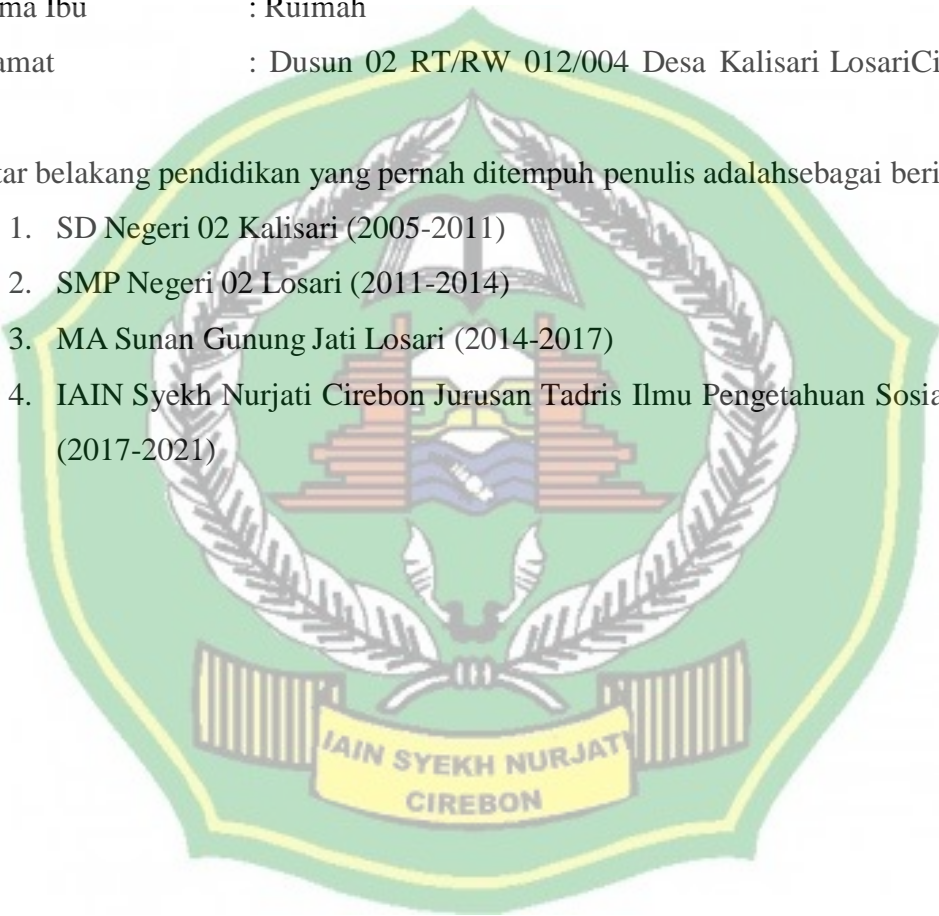 ma Ibu : Ruimah
amat : Dusun 02 RT/RW 012/004 Desa Kalisari LosariCi
tar belakang pendidikan yang pernah ditempuh penulis adalahsebagai beri
1. SD Negeri 02 Kalisari (2005-2011)
2. SMP Negeri 02 Losari (2011-2014)
3. MA Sunan Gunung Jati Losari (2014-2017)
4. IAIN Syekh Nurjati Cirebon Jurusan Tadris Ilmu Pengetahuan Sosia
(2017-2021)
IAIN SYEKH NURJATI
CIREBON